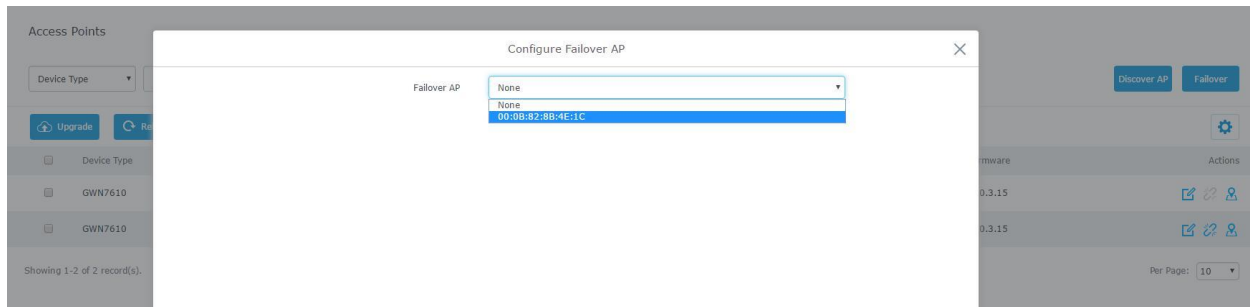 Access Points
Configure Failover AP
Device Type
Discover AP
Failover
Failover AP
None
None
00:0B:82:8B:4E:1C
Upgrade
Device Type
Actions
GWN7610
0.3.15
GWN7610
0.3.15
Showing 1-2 of 2 record(s).
Per Page: 10